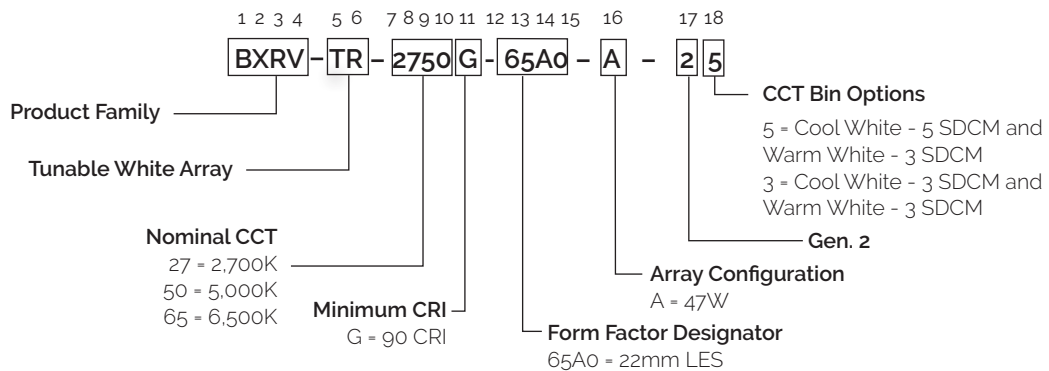 1 2 3 4 5 6 7 8 9 10 11 12 13 14 15 16 17 18
BXRV – TR – 2750 G - 65A0 – A – 2 5
CCT Bin Options
5 = Cool White - 5 SDCM and
Warm White - 3 SDCM
3 = Cool White - 3 SDCM and
Warm White - 3 SDCM
Product Family
Tunable White Array
Nominal CCT
27 = 2,700K
50 = 5,000K
65 = 6,500K
Minimum CRI
G = 90 CRI
Gen. 2
Array Configuration
A = 47W
Form Factor Designator
65A0 = 22mm LES